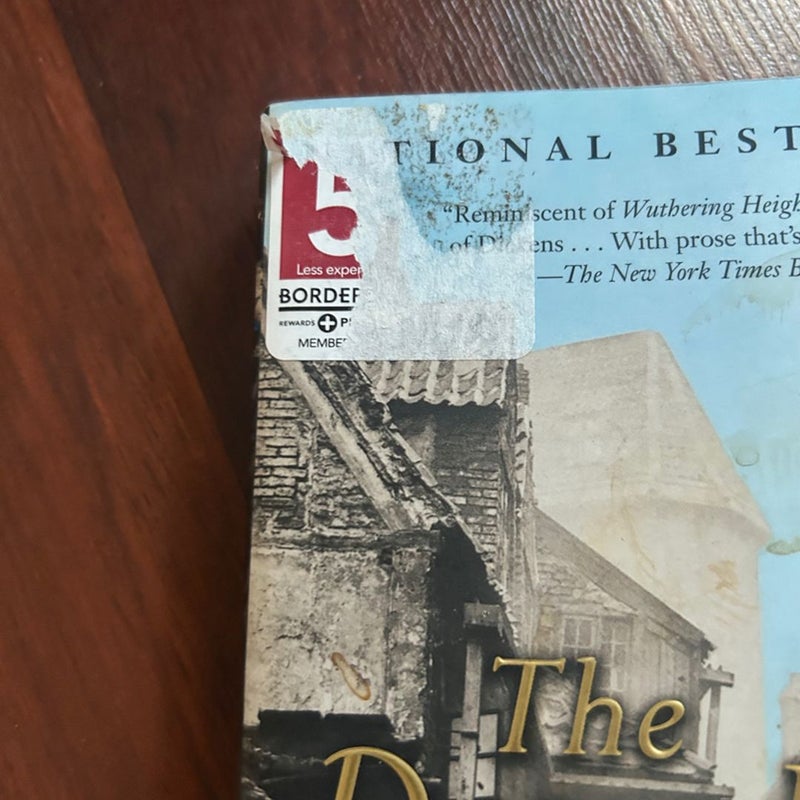 TIONAL BEST
"Reminiscent of Wuthering Heigh
of Dickens . . . With prose that's
—The New York Times B
5
Less exper
BORDER
REWARDS + P
MEMBE
The
D